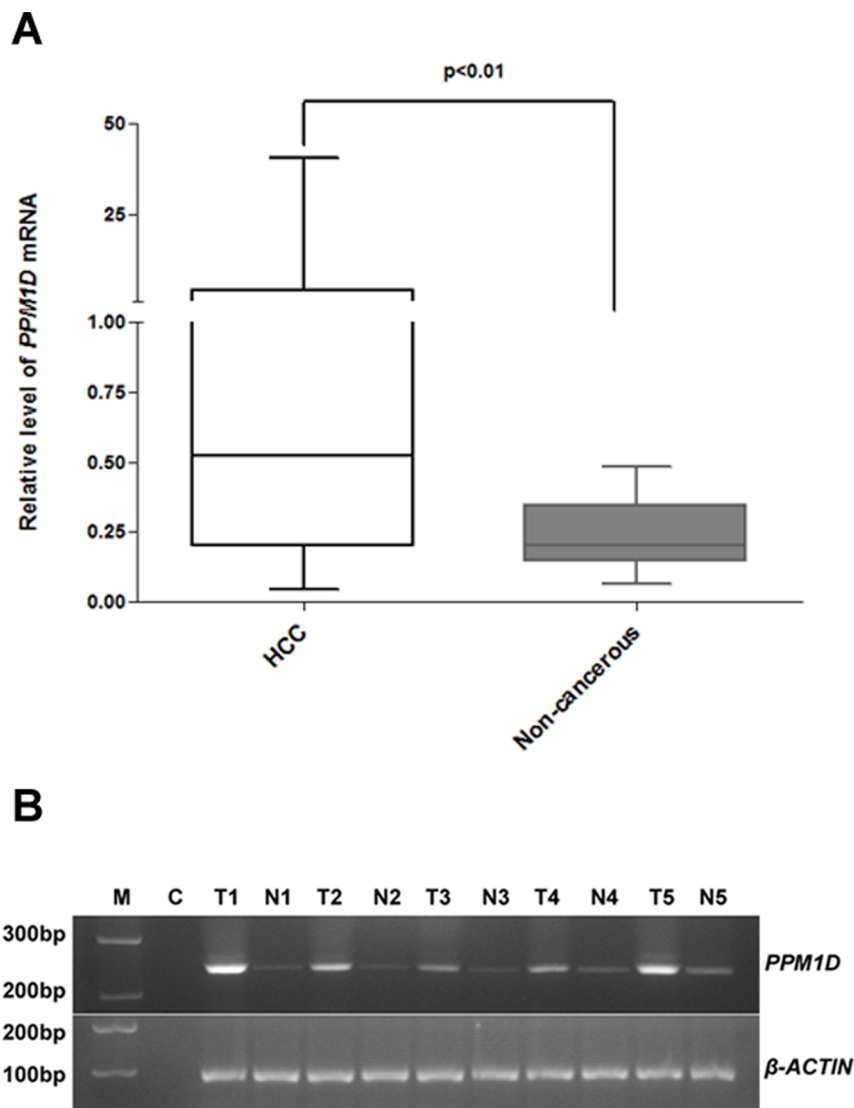 A
p<0.01
Relative level of PPM1D mRNA
50
25
1.00
0.75
0.50
0.25
0.00
HCC
Non-cancerous
B
M C T1 N1 T2 N2 T3 N3 T4 N4 T5 N5
300bp
PPM1D
200bp
200bp
100bp
β-ACTIN